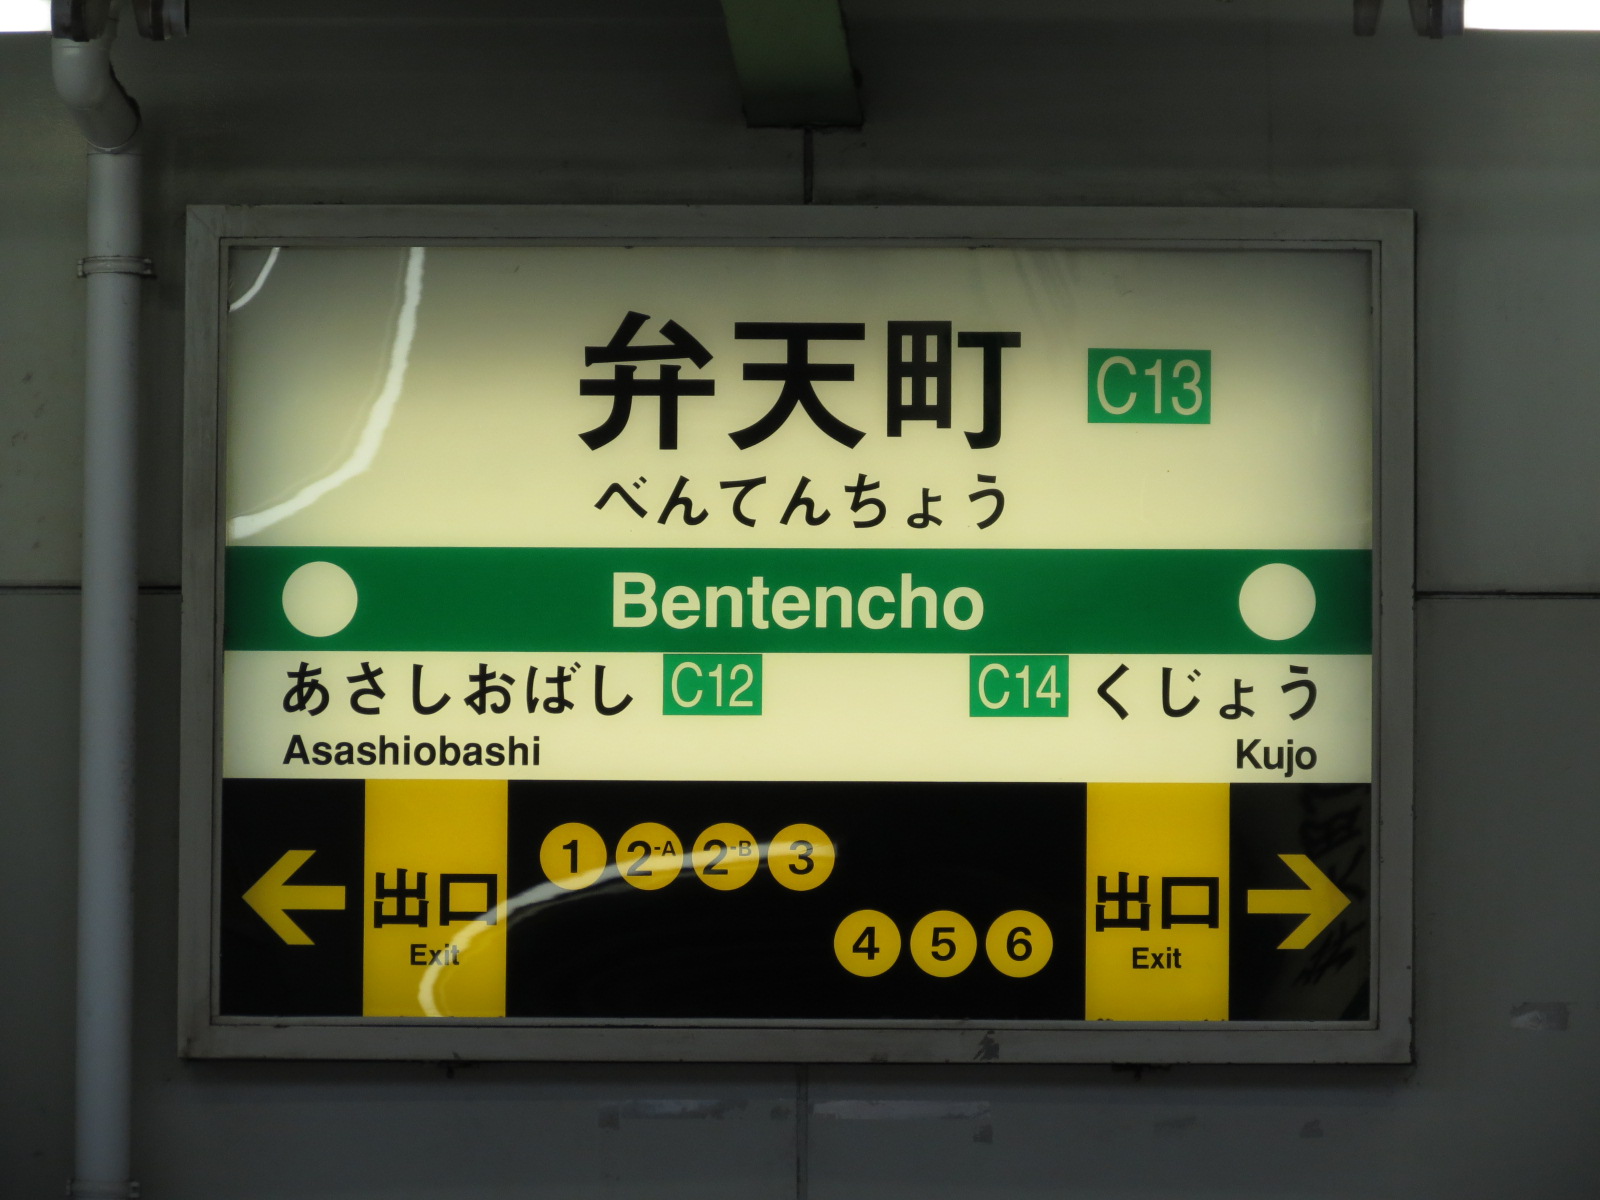 弁天町 C13
べんてんちょう
Bentencho
あさしおばし C12 C14 くじょう
Asashiobashi Kujo
1 2-A 2-B 3
出口 出口
4 5 6
Exit Exit